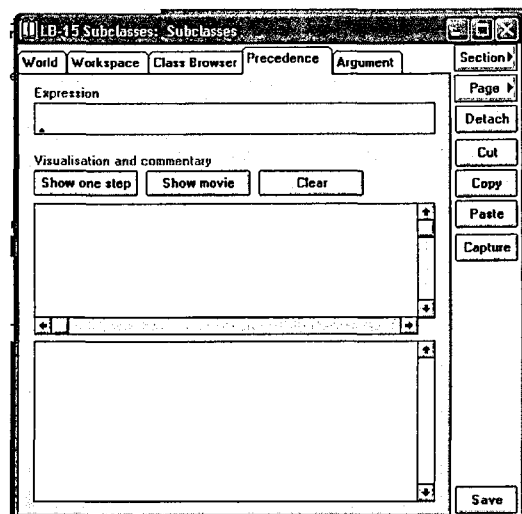 LB-15 Subclasses: Subclasses
World Workspace Class Browser Precedence Argument
Section
Page
Detach
Cut
Copy
Paste
Capture
Save
Expression
Visualisation and commentary
Show one step Show movie Clear